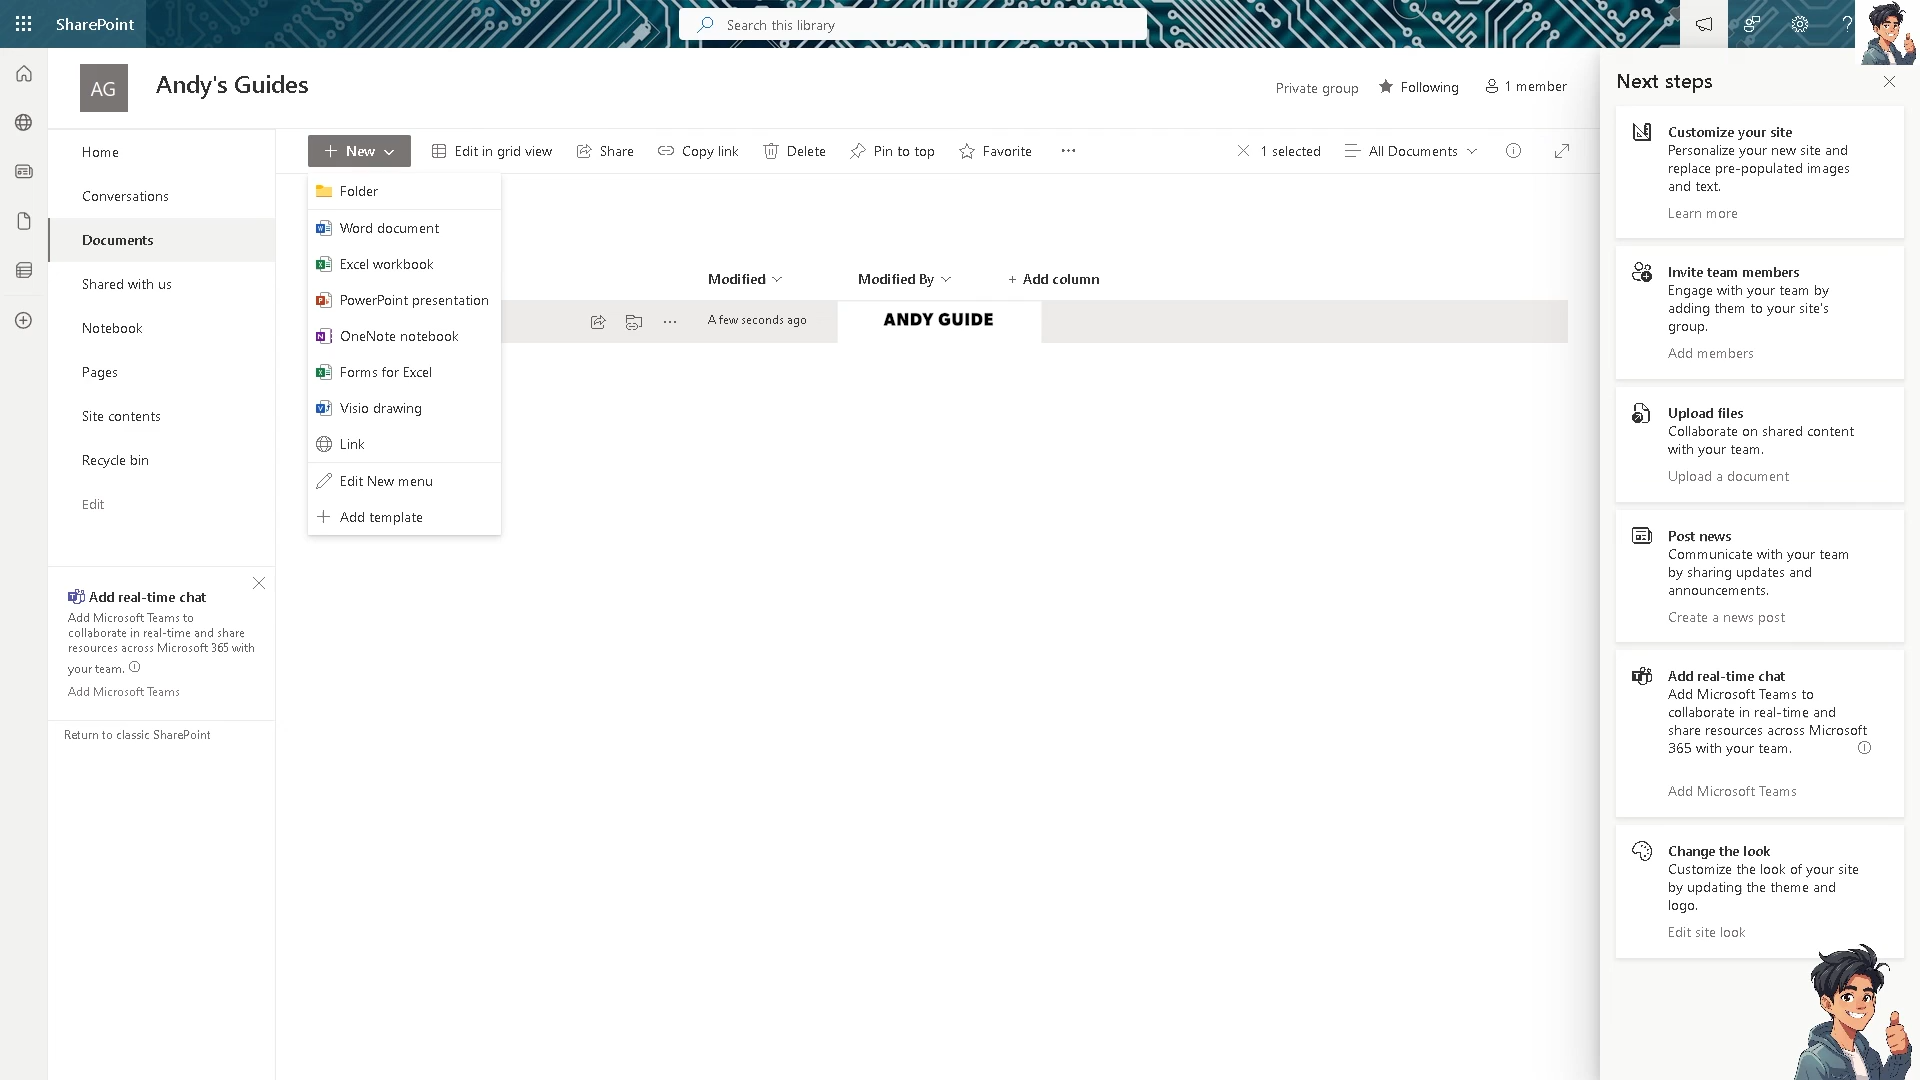 SharePoint
Search this library
?
AG
Andy's Guides
Private group
Following
1 member
Home
Conversations
Documents
Shared with us
Notebook
Pages
Site contents
Recycle bin
Edit
Add real-time chat
Add Microsoft Teams to
collaborate in real-time and share
resources across Microsoft 365 with
your team.
Add Microsoft Teams
Return to classic SharePoint
+ New
Edit in grid view
Share
Copy link
Delete
Pin to top
Favorite
...
1 selected
All Documents
Folder
Word document
Excel workbook
PowerPoint presentation
OneNote notebook
Forms for Excel
Visio drawing
Link
Edit New menu
+ Add template
Modified
Modified By
+ Add column
...
A few seconds ago
ANDY GUIDE
Next steps
Customize your site
Personalize your new site and
replace pre-populated images
and text.
Learn more
Invite team members
Engage with your team by
adding them to your site's
group.
Add members
Upload files
Collaborate on shared content
with your team.
Upload a document
Post news
Communicate with your team
by sharing updates and
announcements.
Create a news post
Add real-time chat
Add Microsoft Teams to
collaborate in real-time and
share resources across Microsoft
365 with your team.
Add Microsoft Teams
Change the look
Customize the look of your site
by updating the theme and
logo.
Edit site look